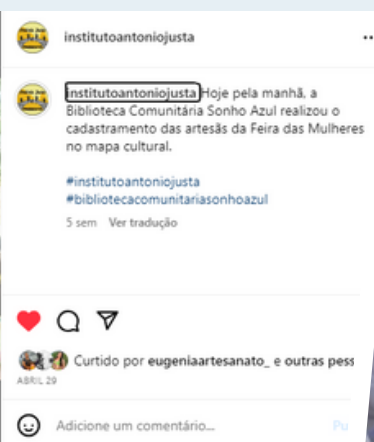 institutoantoniojusta
institutoantoniojusta Hoje pela manhã, a
Biblioteca Comunitária Sonho Azul realizou o
cadastramento das artesãs da Feira das Mulheres
no mapa cultural.
#institutoantoniojusta
#bibliotecacomunitariasonhoazul
5 sem Ver tradução
Curtido por eugeniaartesanato_ e outras pess
ABRIL 29
Adicione um comentário... Pu